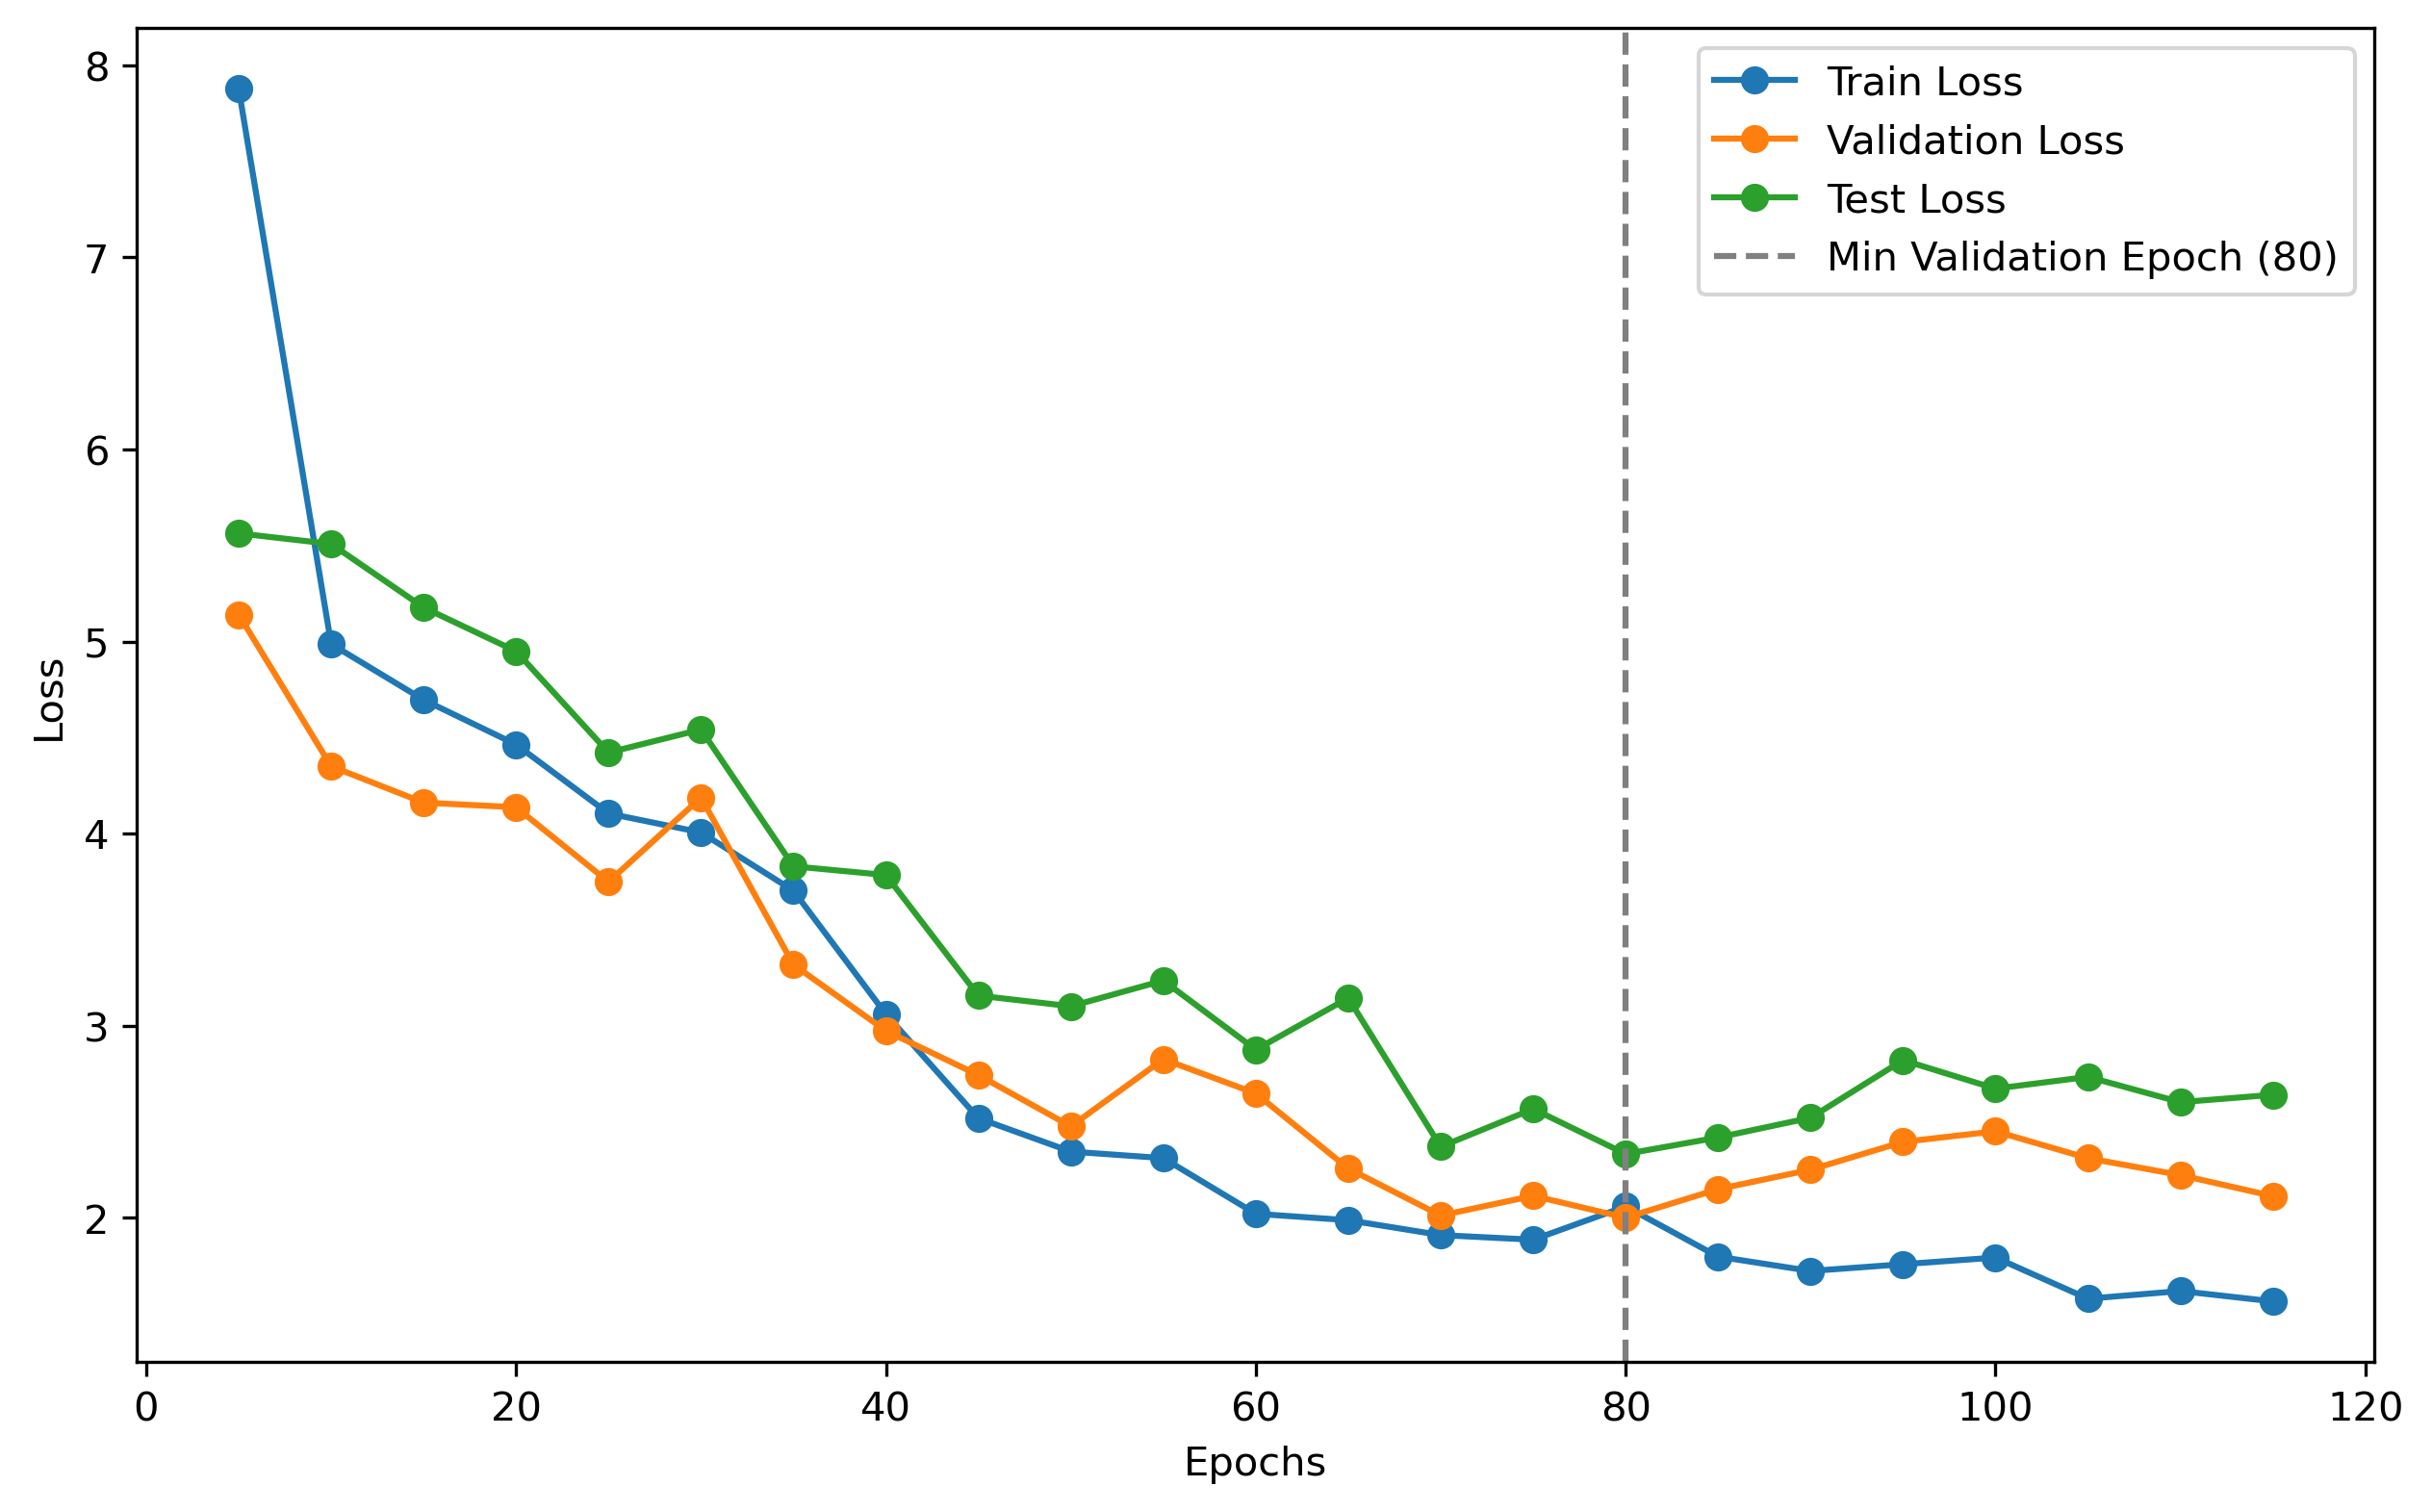 8
7
6
5
4
3
2
Loss
0 20 40 60 80 100 120
Epochs
Train Loss
Validation Loss
Test Loss
Min Validation Epoch (80)